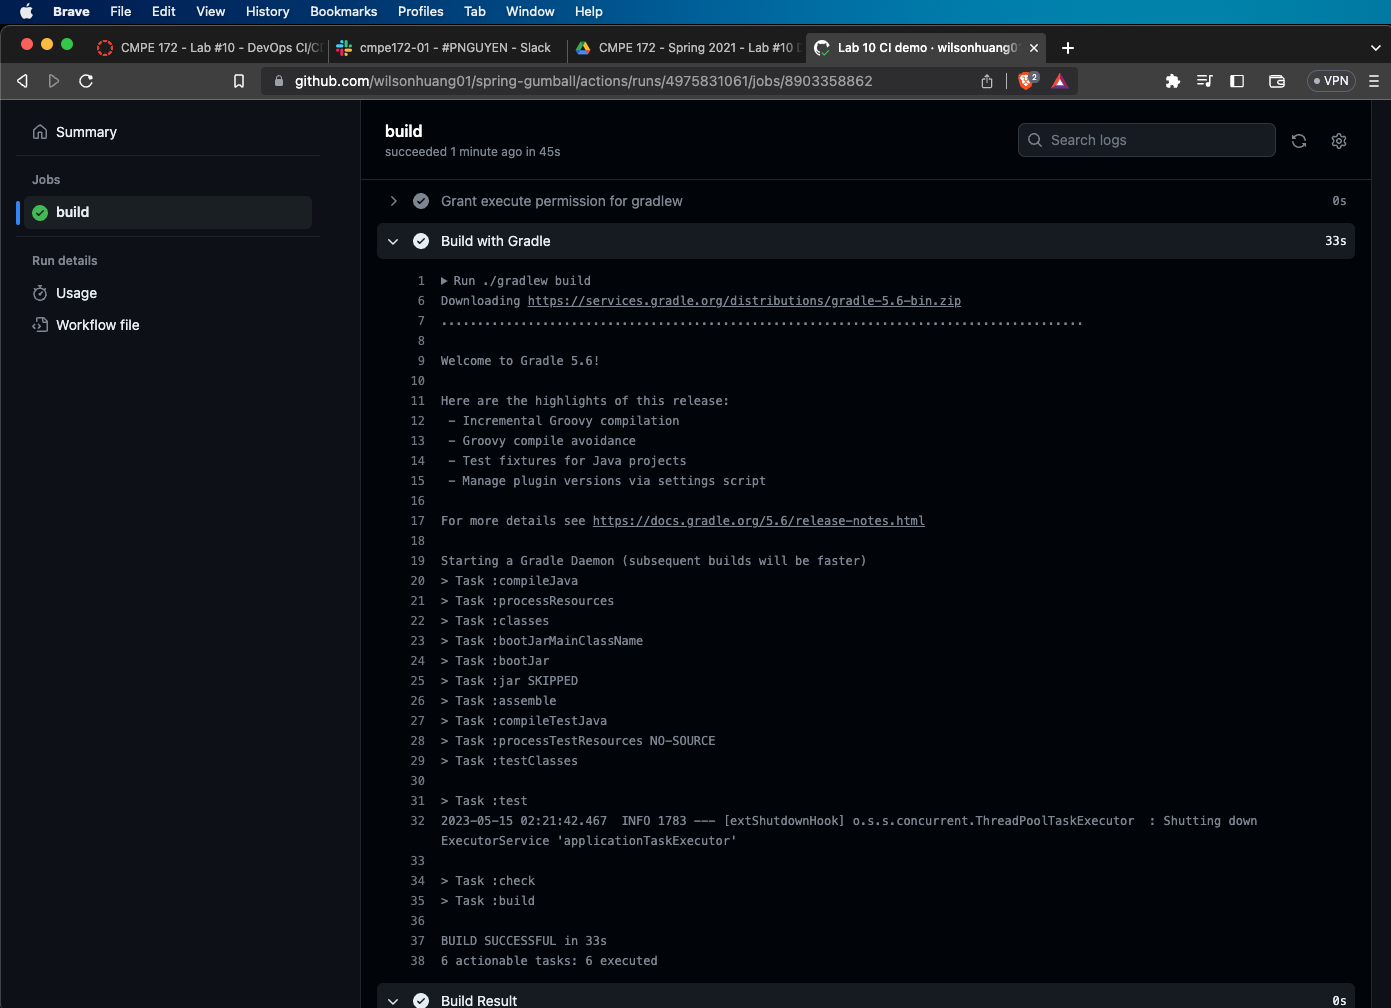 Brave File Edit View History Bookmarks Profiles Tab Window Help
CMPE 172 - Lab #10 - DevOps CI/C
cmpe172-01 - #PNGUYEN - Slack
CMPE 172 - Spring 2021 - Lab #10
Lab 10 CI demo · wilsonhuang0
github.com/wilsonhuang01/spring-gumball/actions/runs/4975831061/jobs/8903358862
2
VPN
Summary
Jobs
build
Run details
Usage
Workflow file
build
succeeded 1 minute ago in 45s
Search logs
Grant execute permission for gradlew 0s
Build with Gradle 33s
1 Run ./gradlew build
6 Downloading https://services.gradle.org/distributions/gradle-5.6-bin.zip
7 .........................................................................................
8
9 Welcome to Gradle 5.6!
10
11 Here are the highlights of this release:
12 - Incremental Groovy compilation
13 - Groovy compile avoidance
14 - Test fixtures for Java projects
15 - Manage plugin versions via settings script
16
17 For more details see https://docs.gradle.org/5.6/release-notes.html
18
19 Starting a Gradle Daemon (subsequent builds will be faster)
20 > Task :compileJava
21 > Task :processResources
22 > Task :classes
23 > Task :bootJarMainClassName
24 > Task :bootJar
25 > Task :jar SKIPPED
26 > Task :assemble
27 > Task :compileTestJava
28 > Task :processTestResources NO-SOURCE
29 > Task :testClasses
30
31 > Task :test
32 2023-05-15 02:21:42.467 INFO 1783 --- [extShutdownHook] o.s.s.concurrent.ThreadPoolTaskExecutor : Shutting down
ExecutorService 'applicationTaskExecutor'
33
34 > Task :check
35 > Task :build
36
37 BUILD SUCCESSFUL in 33s
38 6 actionable tasks: 6 executed
Build Result 0s